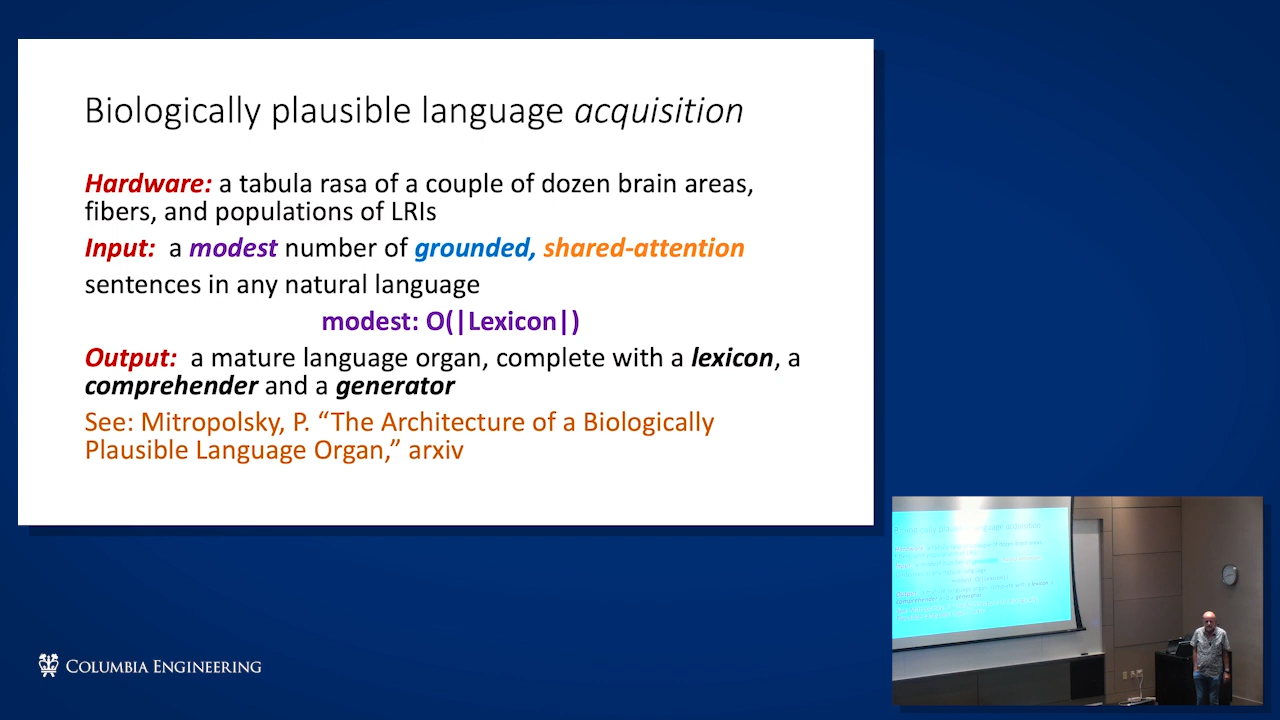 Biologically plausible language acquisition
Hardware: a tabula rasa of a couple of dozen brain areas,
fibers, and populations of LRIs
Input: a modest number of grounded, shared-attention
sentences in any natural language
modest: O(|Lexicon|)
Output: a mature language organ, complete with a lexicon, a
comprehender and a generator
See: Mitropolsky, P. “The Architecture of a Biologically
Plausible Language Organ,” arxiv
COLUMBIA ENGINEERING